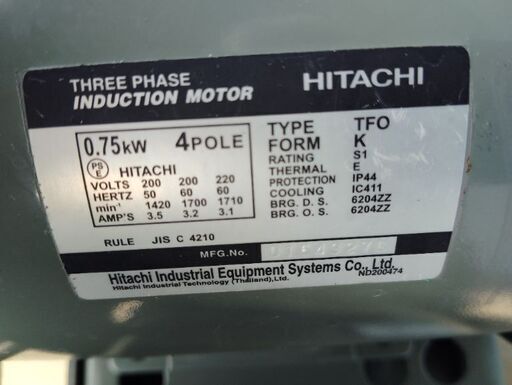 THREE PHASE
INDUCTION MOTOR
HITACHI
0.75kW 4POLE
PS
E HITACHI
VOLTS 200 200 220
HERTZ 50 60 60
min⁻¹ 1420 1700 1710
AMP'S 3.5 3.2 3.1
RULE JIS C 4210
TYPE TFO
FORM K
RATING S1
THERMAL E
PROTECTION IP44
COOLING IC411
BRG. D. S. 6204ZZ
BRG. O. S. 6204ZZ
MFG.No.
Hitachi Industrial Equipment Systems Co., Ltd.
Hitachi Industrial Technology (Thailand),Ltd.
ND200474